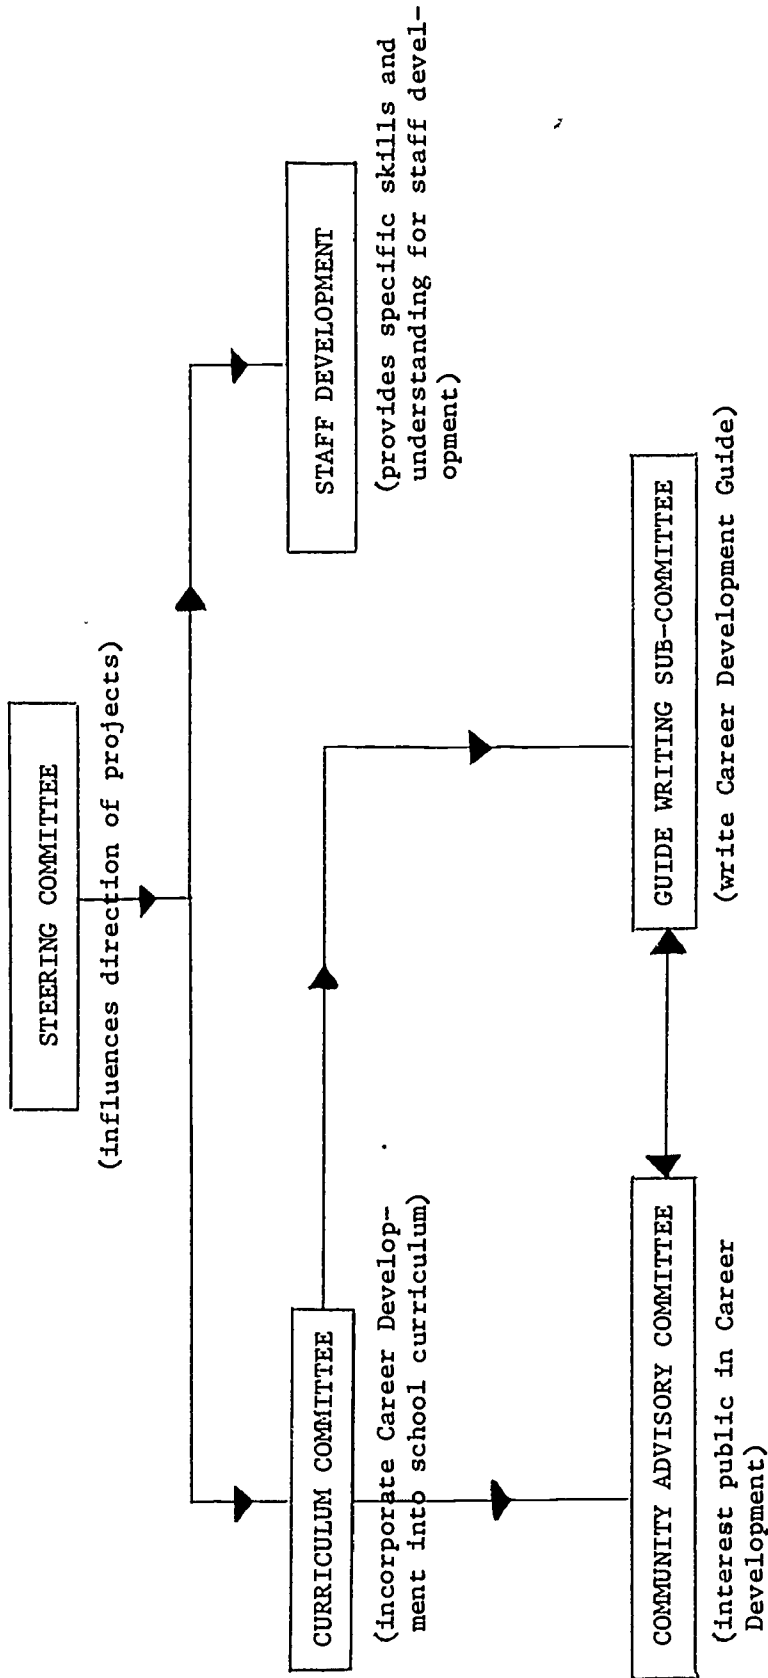 STEERING COMMITTEE
(influences direction of projects)
CURRICULUM COMMITTEE
(incorporate Career Develop-
ment into school curriculum)
STAFF DEVELOPMENT
(provides specific skills and
understanding for staff devel-
opment)
COMMUNITY ADVISORY COMMITTEE
(interest public in Career
Development)
GUIDE WRITING SUB-COMMITTEE
(write Career Development Guide)